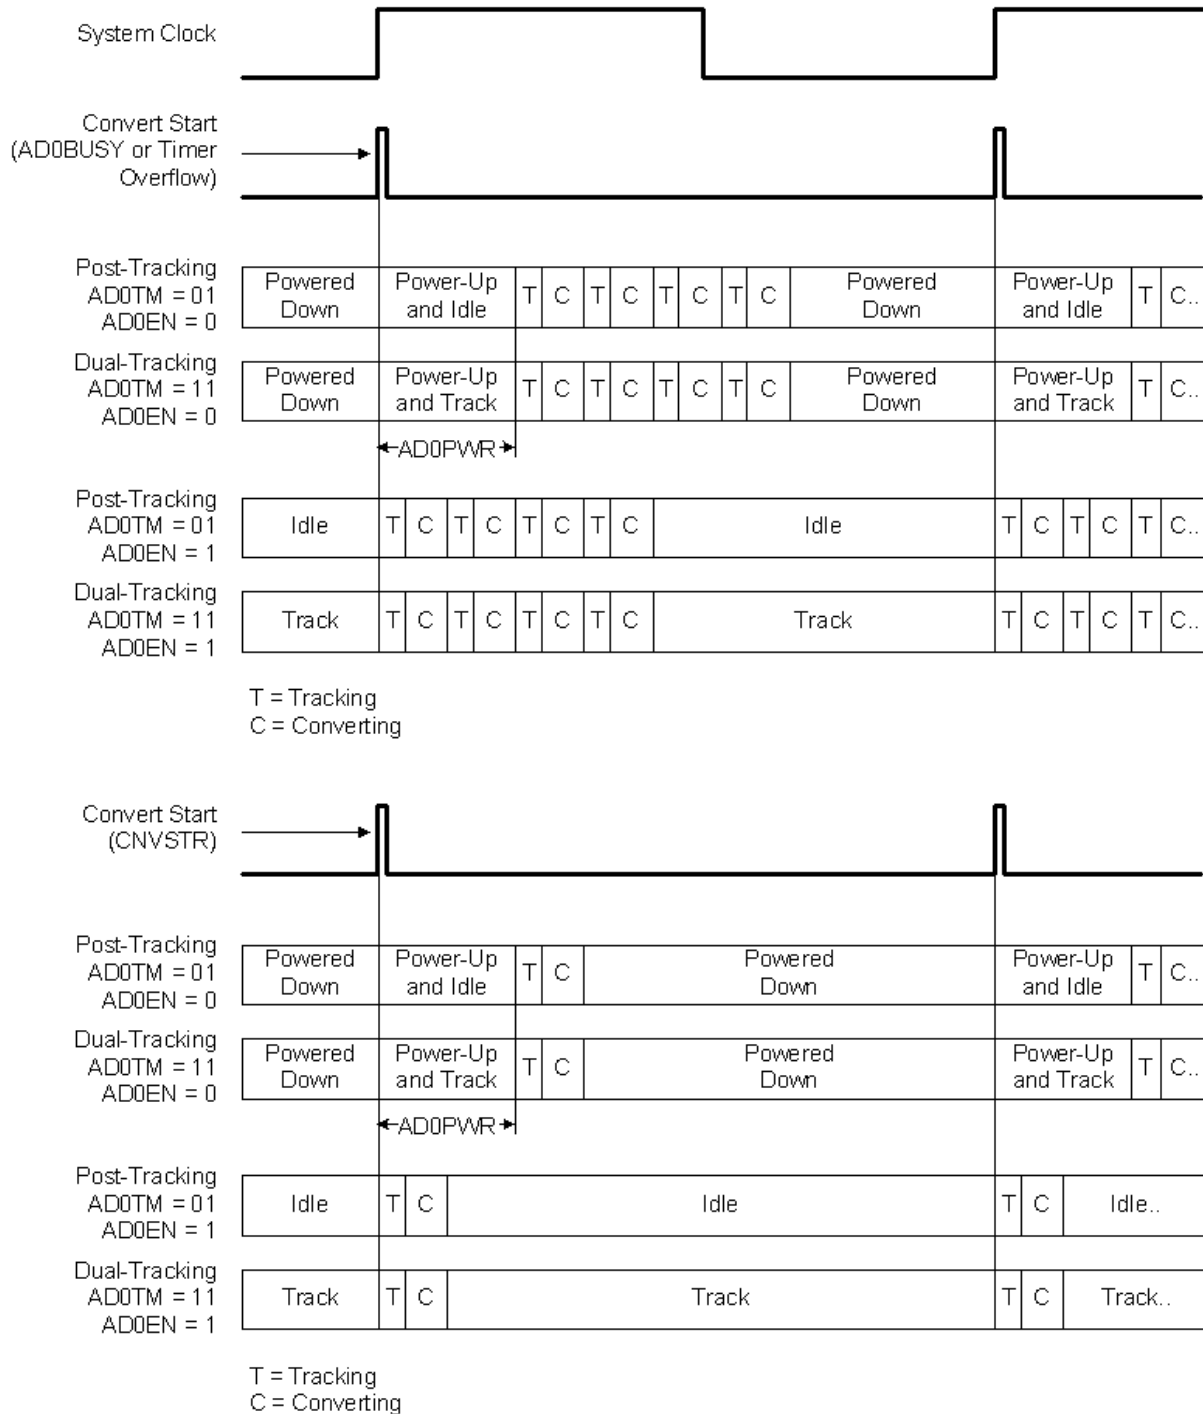 System Clock
Convert Start
(AD0BUSY or Timer
Overflow)
Post-Tracking
AD0TM = 01
AD0EN = 0
Powered
Down
Power-Up
and Idle
T C T C T C T C
Powered
Down
Power-Up
and Idle
T C..
Dual-Tracking
AD0TM = 11
AD0EN = 0
Powered
Down
Power-Up
and Track
T C T C T C T C
Powered
Down
Power-Up
and Track
T C..
AD0PWR
Post-Tracking
AD0TM = 01
AD0EN = 1
Idle
T C T C T C T C
Idle
T C T C T C..
Dual-Tracking
AD0TM = 11
AD0EN = 1
Track
T C T C T C T C
Track
T C T C T C..
T = Tracking
C = Converting
Convert Start
(CNVSTR)
Post-Tracking
AD0TM = 01
AD0EN = 0
Powered
Down
Power-Up
and Idle
T C
Powered
Down
Power-Up
and Idle
T C..
Dual-Tracking
AD0TM = 11
AD0EN = 0
Powered
Down
Power-Up
and Track
T C
Powered
Down
Power-Up
and Track
T C..
AD0PWR
Post-Tracking
AD0TM = 01
AD0EN = 1
Idle
T C
Idle
T C
Idle..
Dual-Tracking
AD0TM = 11
AD0EN = 1
Track
T C
Track
T C
Track..
T = Tracking
C = Converting